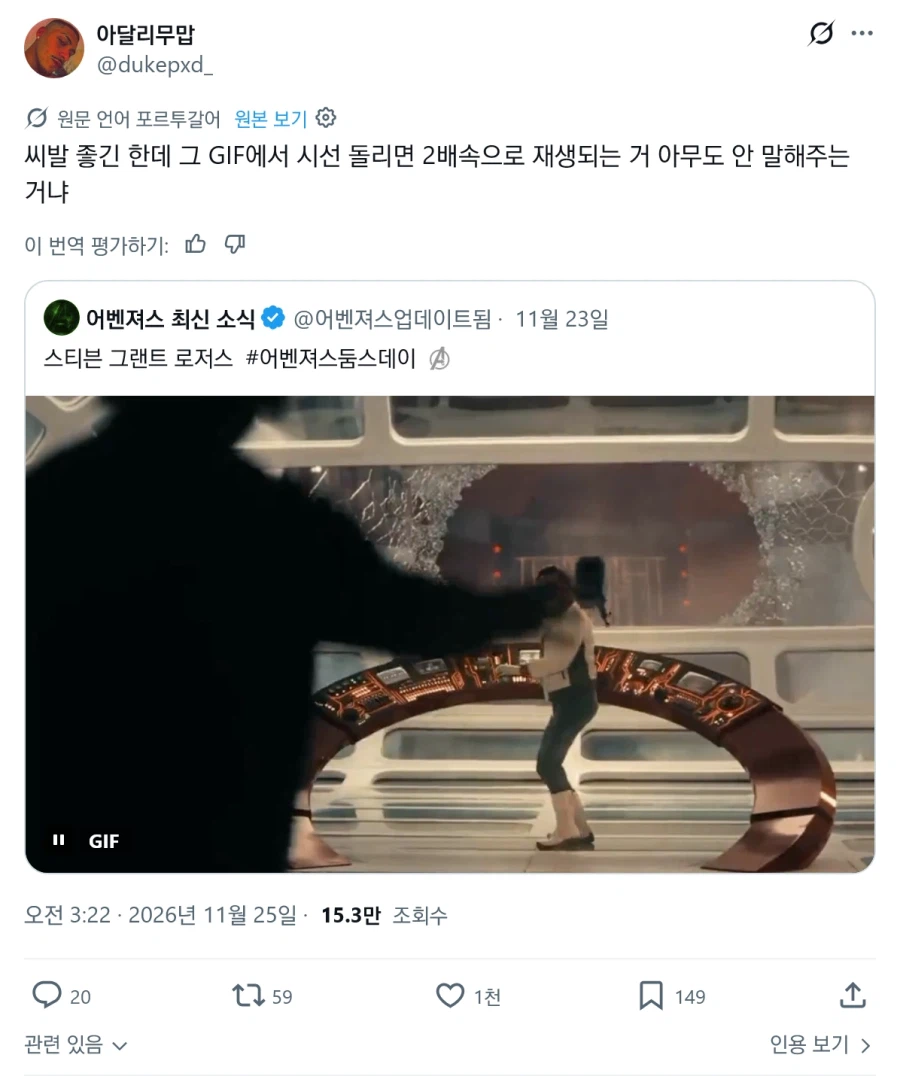 아달리무맙
@dukepxd_
원문 언어 포르투갈어 원본 보기
씨발 좋긴 한데 그 GIF에서 시선 돌리면 2배속으로 재생되는 거 아무도 안 말해주는
거냐
이 번역 평가하기:
어벤져스 최신 소식 @어벤져스업데이트됨 · 11월 23일
스티븐 그랜트 로저스 #어벤져스둠스데이
GIF
오전 3:22 · 2026년 11월 25일 · 15.3만 조회수
20 59 1천 149
관련 있음 인용 보기